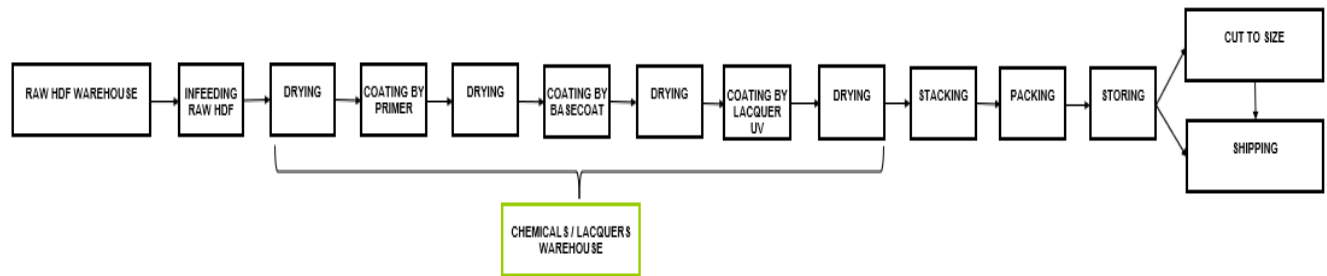 RAW HDF WAREHOUSE
INFEEDING
RAW HDF
DRYING
COATING BY
PRIMER
DRYING
COATING BY
BASECOAT
DRYING
COATING BY
LACQUER
UV
DRYING
STACKING
PACKING
STORING
CUT TO SIZE
SHIPPING
CHEMICALS / LACQUERS
WAREHOUSE